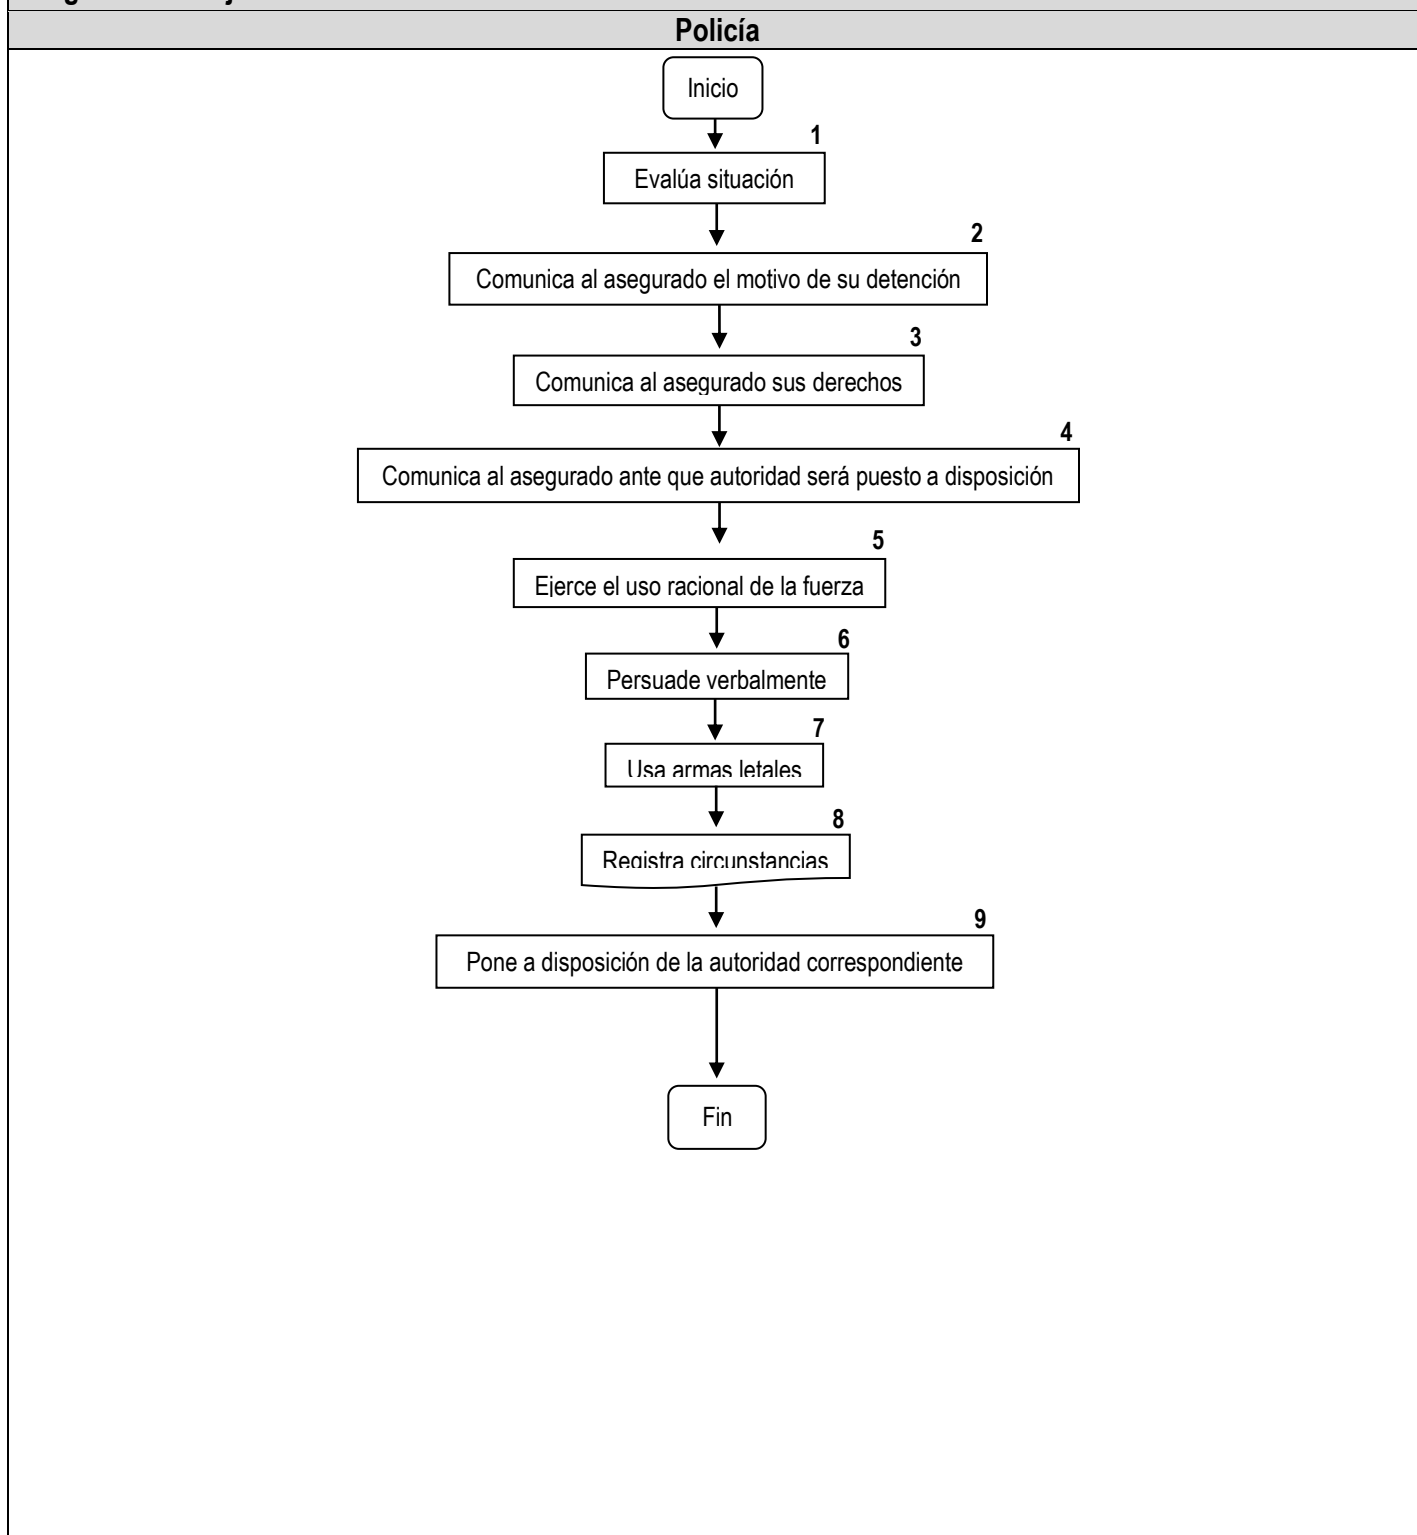 Policía
Inicio
1
Evalúa situación
2
Comunica al asegurado el motivo de su detención
3
Comunica al asegurado sus derechos
4
Comunica al asegurado ante que autoridad será puesto a disposición
5
Ejerce el uso racional de la fuerza
6
Persuade verbalmente
7
Usa armas letales
8
Registra circunstancias
9
Pone a disposición de la autoridad correspondiente
Fin